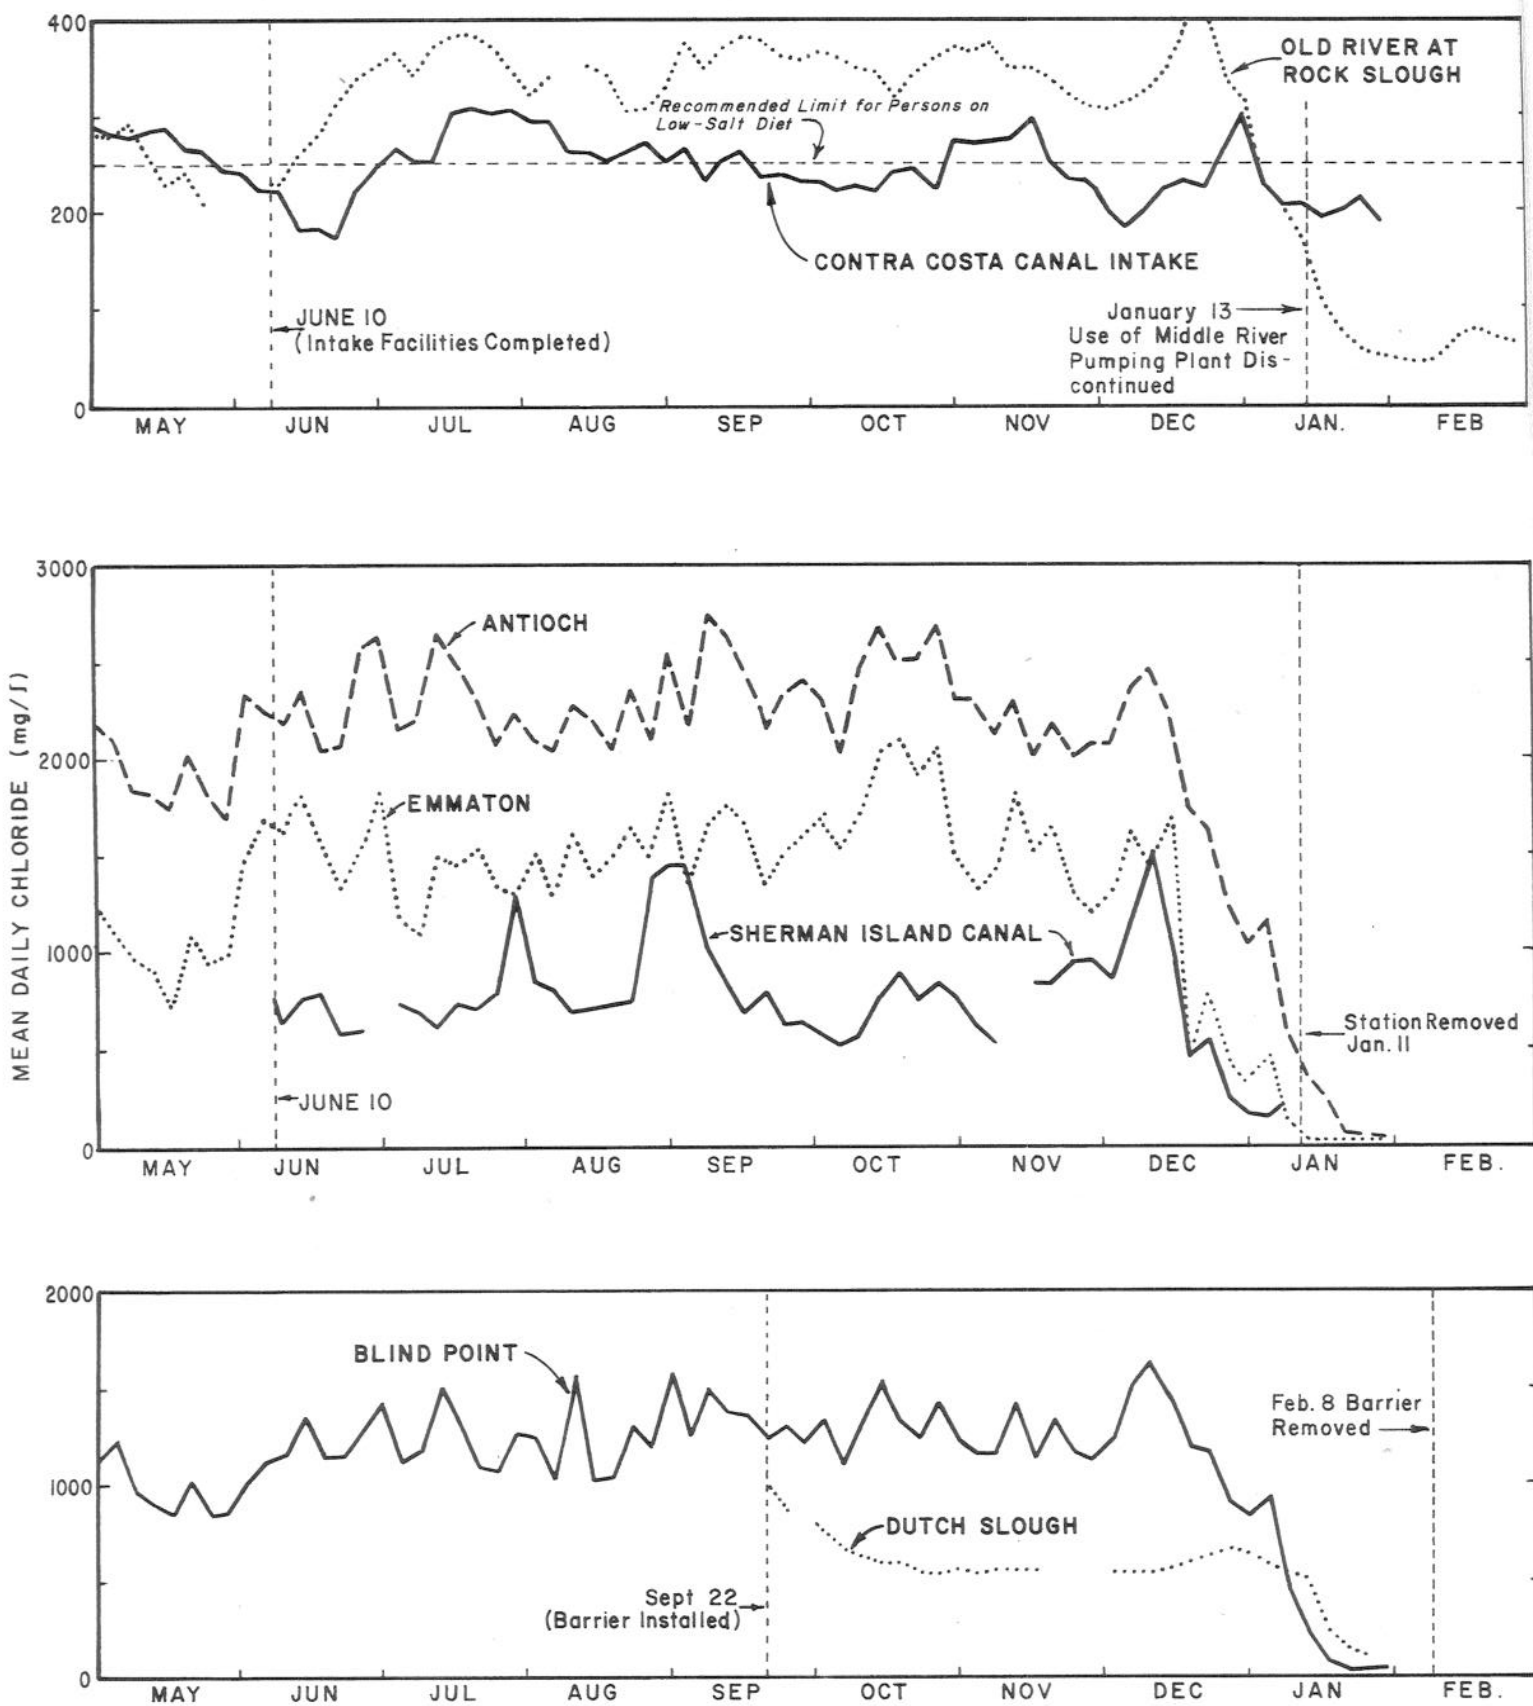 400
OLD RIVER AT
ROCK SLOUGH
Recommended Limit for Persons on
Low-Salt Diet
200
CONTRA COSTA CANAL INTAKE
JUNE 10
(Intake Facilities Completed)
January 13
Use of Middle River
Pumping Plant Dis-
continued
0
MAY JUN JUL AUG SEP OCT NOV DEC JAN. FEB
MEAN DAILY CHLORIDE (mg/l)
3000
ANTIOCH
2000
EMMATON
1000
SHERMAN ISLAND CANAL
Station Removed
Jan. 11
JUNE 10
0
MAY JUN JUL AUG SEP OCT NOV DEC JAN FEB.
2000
BLIND POINT
Feb. 8 Barrier
Removed
1000
DUTCH SLOUGH
Sept 22
(Barrier Installed)
0
MAY JUN JUL AUG SEP OCT NOV DEC JAN FEB.